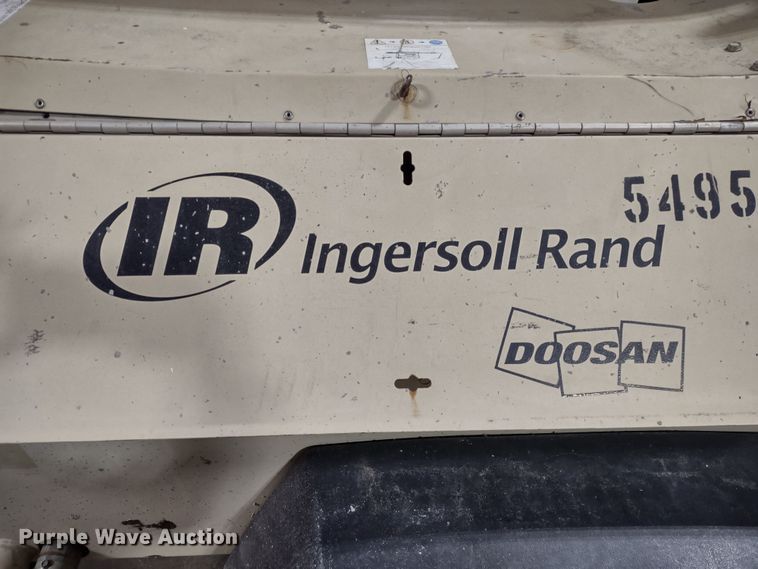 5495
IR Ingersoll Rand
DOOSAN
Purple Wave Auction